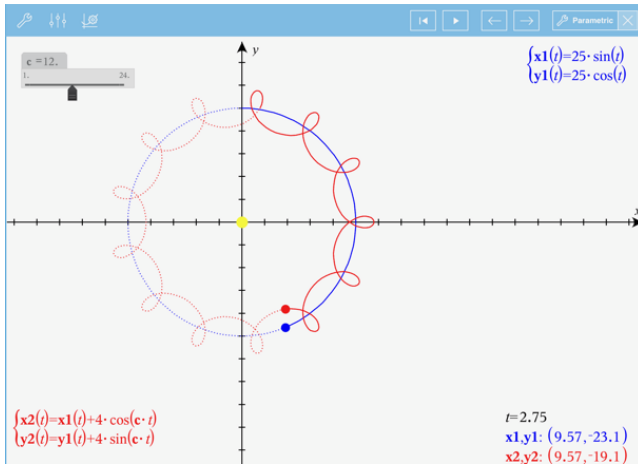 Parametric
c =12.
1. 24.
y
x
x1(t)=25·sin(t)
y1(t)=25·cos(t)
x2(t)=x1(t)+4·cos(c·t)
y2(t)=y1(t)+4·sin(c·t)
t=2.75
x1,y1: (9.57,-23.1)
x2,y2: (9.57,-19.1)